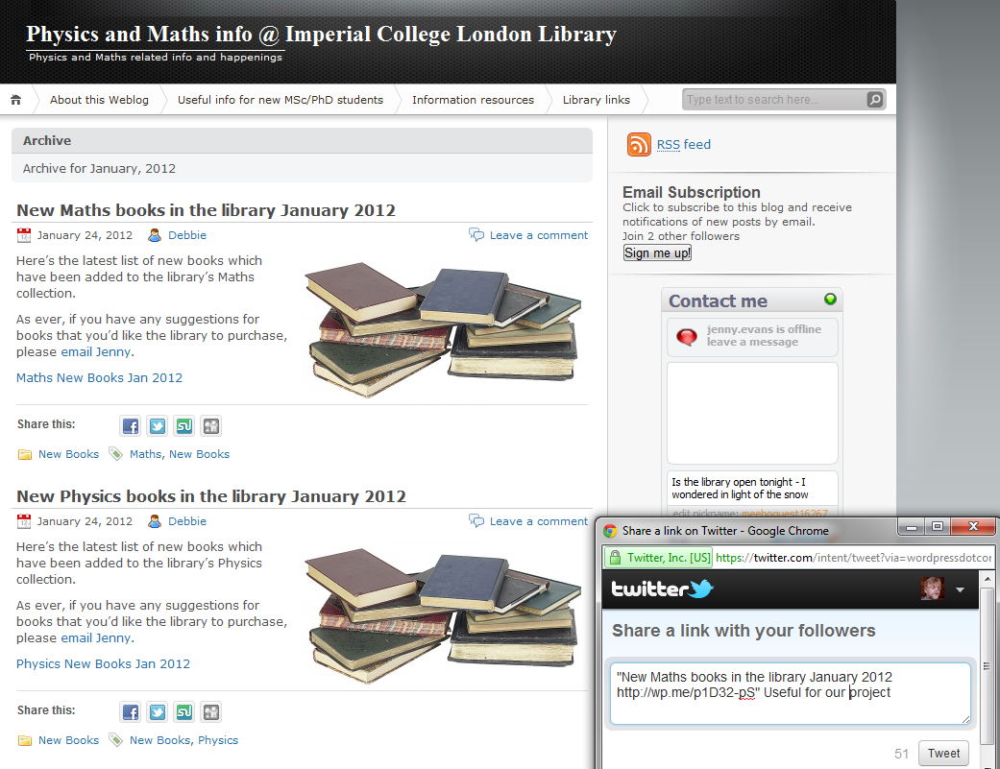 Physics and Maths info @ Imperial College London Library
Physics and Maths related info and happenings
About this Weblog
Useful info for new MSc/PhD students
Information resources
Library links
Type text to search here...
Archive
Archive for January, 2012
New Maths books in the library January 2012
January 24, 2012
Debbie
Leave a comment
Here's the latest list of new books which
have been added to the library's Maths
collection.
As ever, if you have any suggestions for
books that you'd like the library to purchase,
please email Jenny.
Maths New Books Jan 2012
Share this:
New Books
Maths, New Books
New Physics books in the library January 2012
January 24, 2012
Debbie
Leave a comment
Here's the latest list of new books which
have been added to the library's Physics
collection.
As ever, if you have any suggestions for
books that you'd like the library to purchase,
please email Jenny.
Physics New Books Jan 2012
Share this:
New Books
New Books, Physics
RSS feed
Email Subscription
Click to subscribe to this blog and receive
notifications of new posts by email.
Join 2 other followers
Sign me up!
Contact me
jenny.evans is offline
leave a message
Is the library open tonight - I
wondered in light of the snow
edit nickname: meeboguest16267
Share a link on Twitter - Google Chrome
Twitter, Inc. [US] https://twitter.com/intent/tweet?via=wordpressdotcor
twitter
Share a link with your followers
"New Maths books in the library January 2012
http://wp.me/p1D32-pS" Useful for our project
51
Tweet